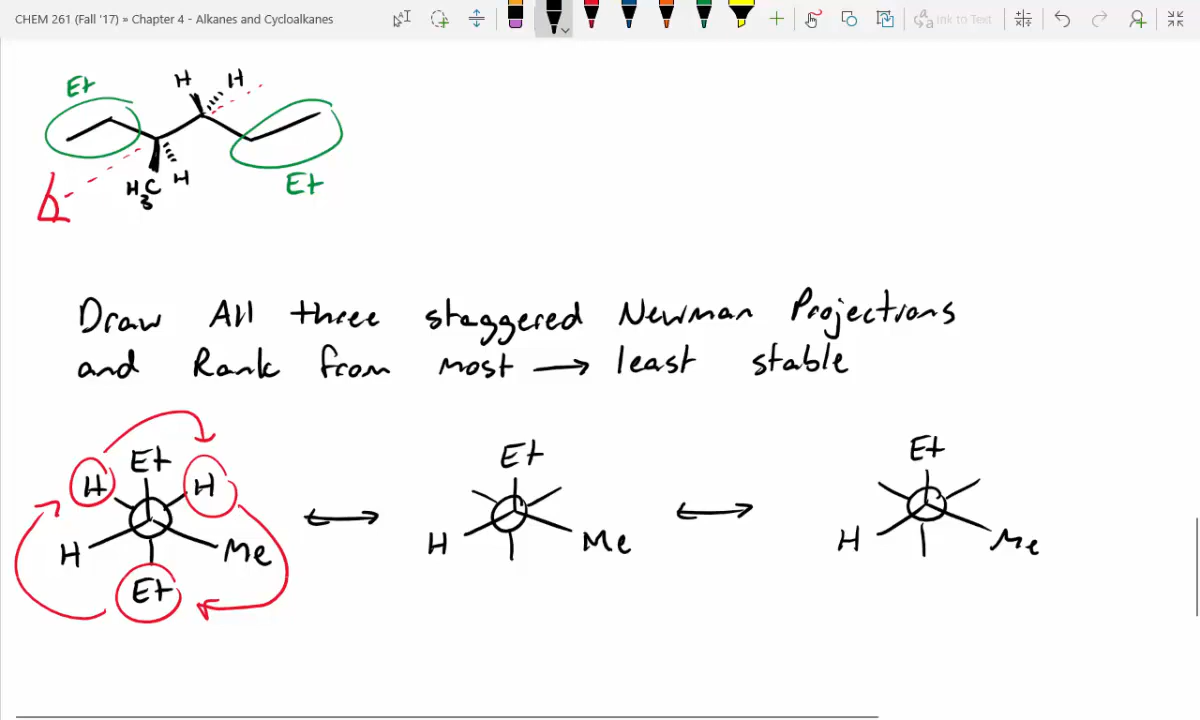 CHEM 261 (Fall '17) » Chapter 4 - Alkanes and Cycloalkanes
Ink to Text
Et
H H
H3C H
Et
Draw All three staggered Newman Projections
and Rank from most → least stable
Et
H H
H Me
Et
Et
H Me
Et
H Me